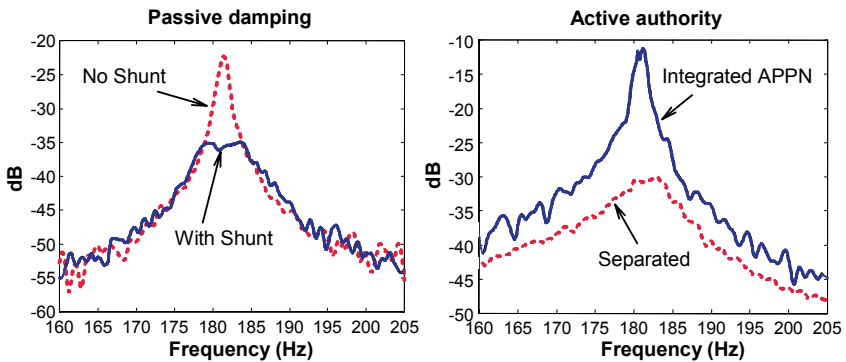 Passive damping
-20
-25
-30
-35
-40
-45
-50
-55
-60
dB
No Shunt
With Shunt
160 165 170 175 180 185 190 195 200 205
Frequency (Hz)
Active authority
-10
-15
-20
-25
-30
-35
-40
-45
-50
dB
Integrated APPN
Separated
160 165 170 175 180 185 190 195 200 205
Frequency (Hz)